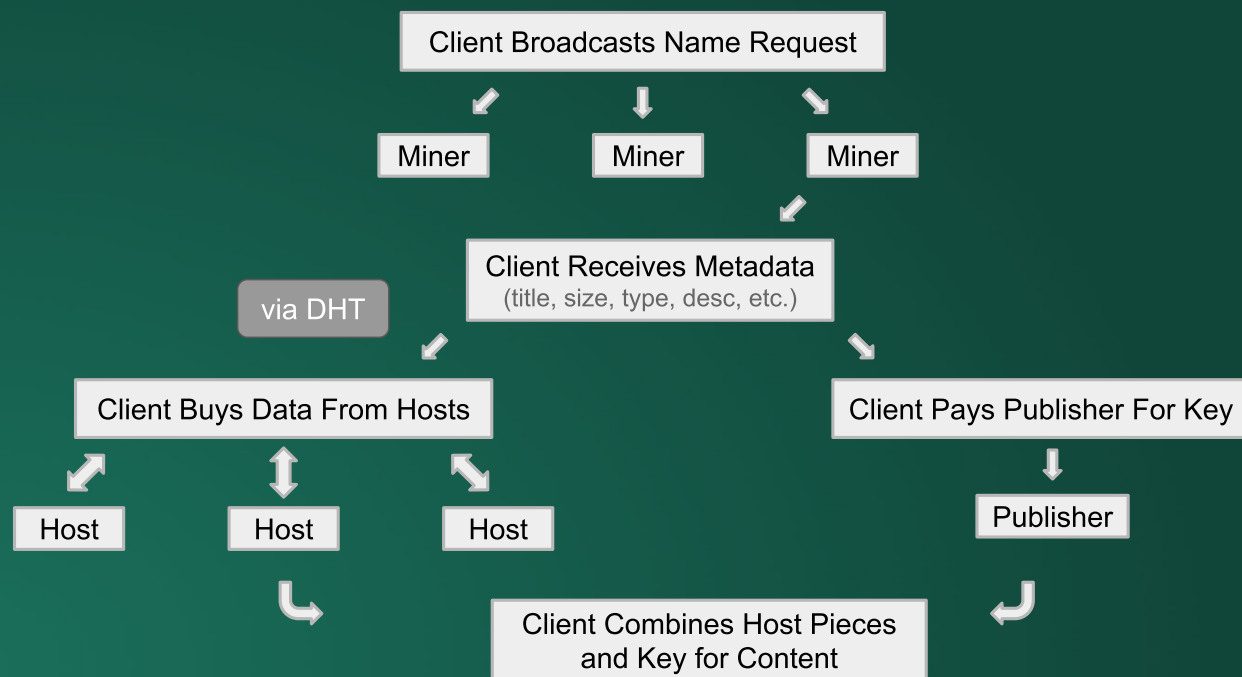 Client Broadcasts Name Request
Miner
Miner
Miner
Client Receives Metadata
(title, size, type, desc, etc.)
via DHT
Client Buys Data From Hosts
Client Pays Publisher For Key
Host
Host
Host
Publisher
Client Combines Host Pieces
and Key for Content